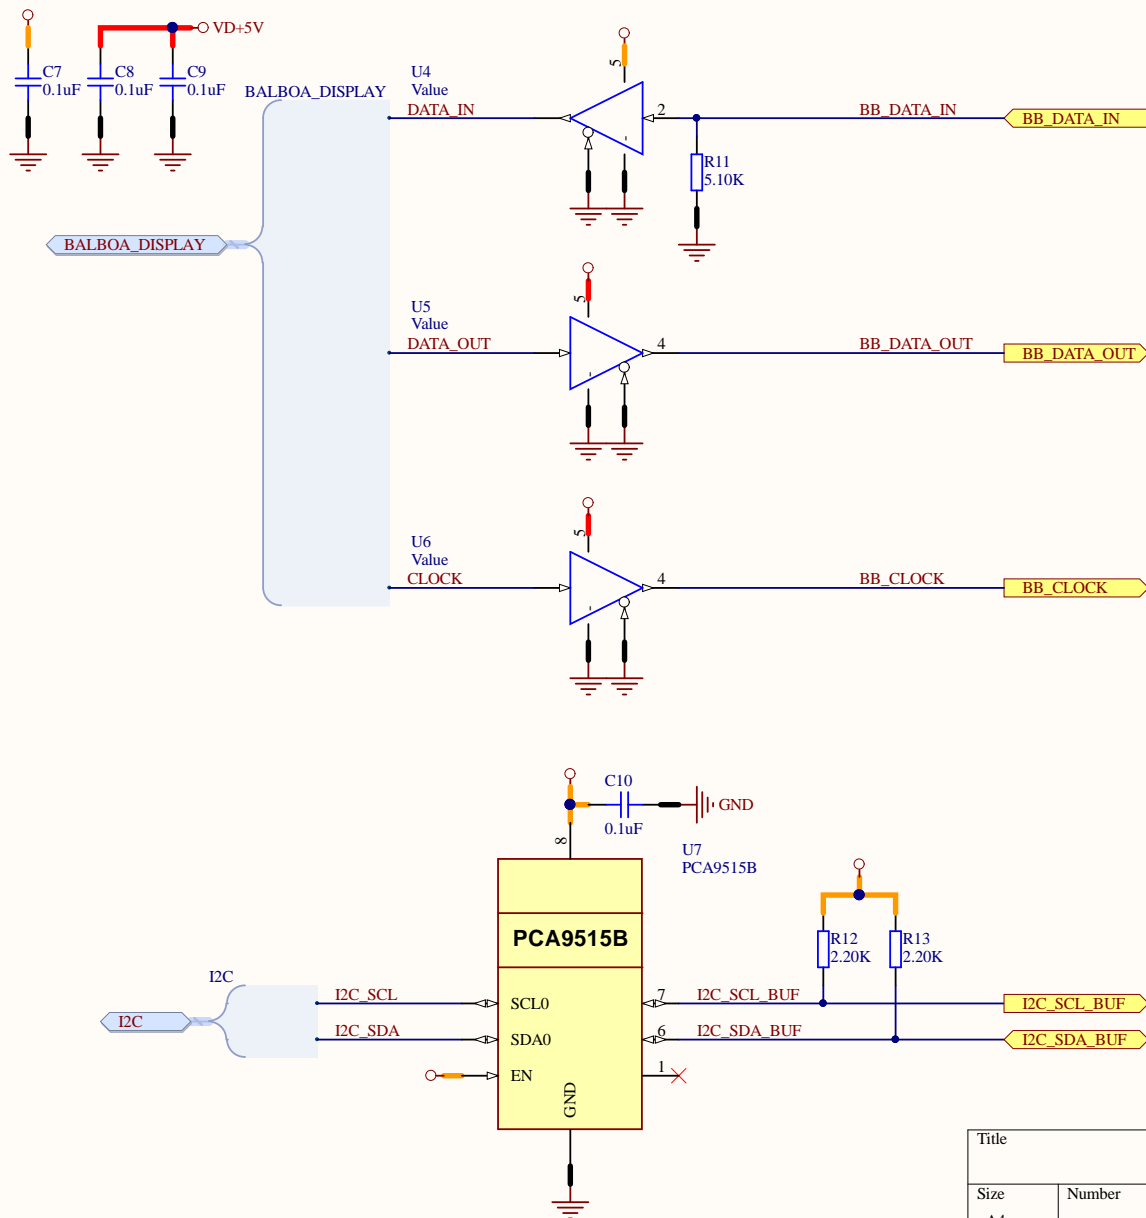 VD+5V
C7
0.1uF
C8
0.1uF
C9
0.1uF
BALBOA_DISPLAY
U4
Value
DATA_IN
5
2
BB_DATA_IN
BB_DATA_IN
R11
5.10K
BALBOA_DISPLAY
5
U5
Value
DATA_OUT
4
BB_DATA_OUT
BB_DATA_OUT
5
U6
Value
CLOCK
4
BB_CLOCK
BB_CLOCK
C10
0.1uF
GND
8
U7
PCA9515B
PCA9515B
R12
2.20K
R13
2.20K
I2C
I2C
I2C_SCL
SCL0
7
I2C_SCL_BUF
I2C_SCL_BUF
I2C_SDA
SDA0
6
I2C_SDA_BUF
I2C_SDA_BUF
EN
1
GND
Title
Size
Number